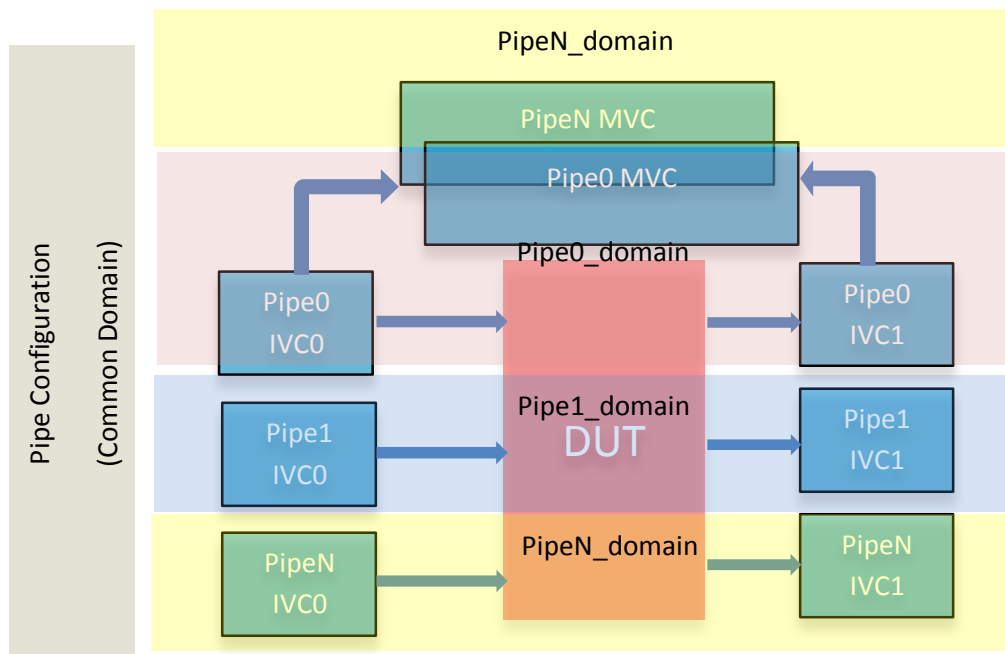 Pipe Configuration
(Common Domain)
PipeN_domain
PipeN MVC
Pipe0 MVC
Pipe0_domain
Pipe0
IVC0
Pipe0
IVC1
Pipe1_domain
Pipe1
IVC0
DUT
Pipe1
IVC1
PipeN_domain
PipeN
IVC0
PipeN
IVC1